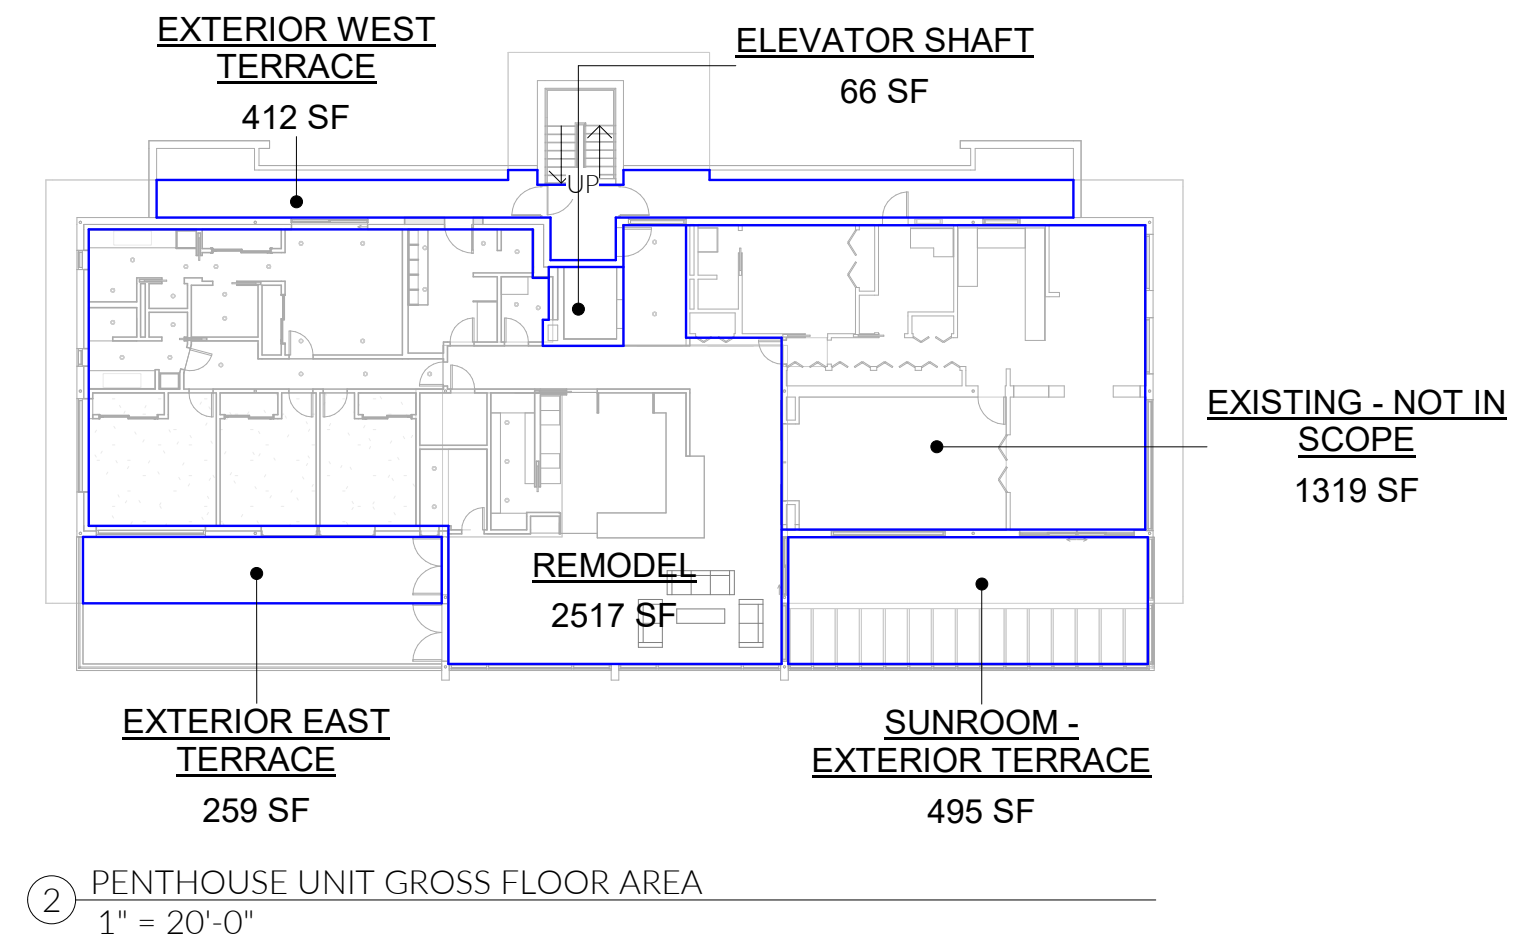 EXTERIOR WEST
TERRACE
412 SF
ELEVATOR SHAFT
66 SF
UP
EXISTING - NOT IN
SCOPE
1319 SF
REMODEL
2517 SF
EXTERIOR EAST
TERRACE
259 SF
SUNROOM -
EXTERIOR TERRACE
495 SF
2
PENTHOUSE UNIT GROSS FLOOR AREA
1" = 20'-0"